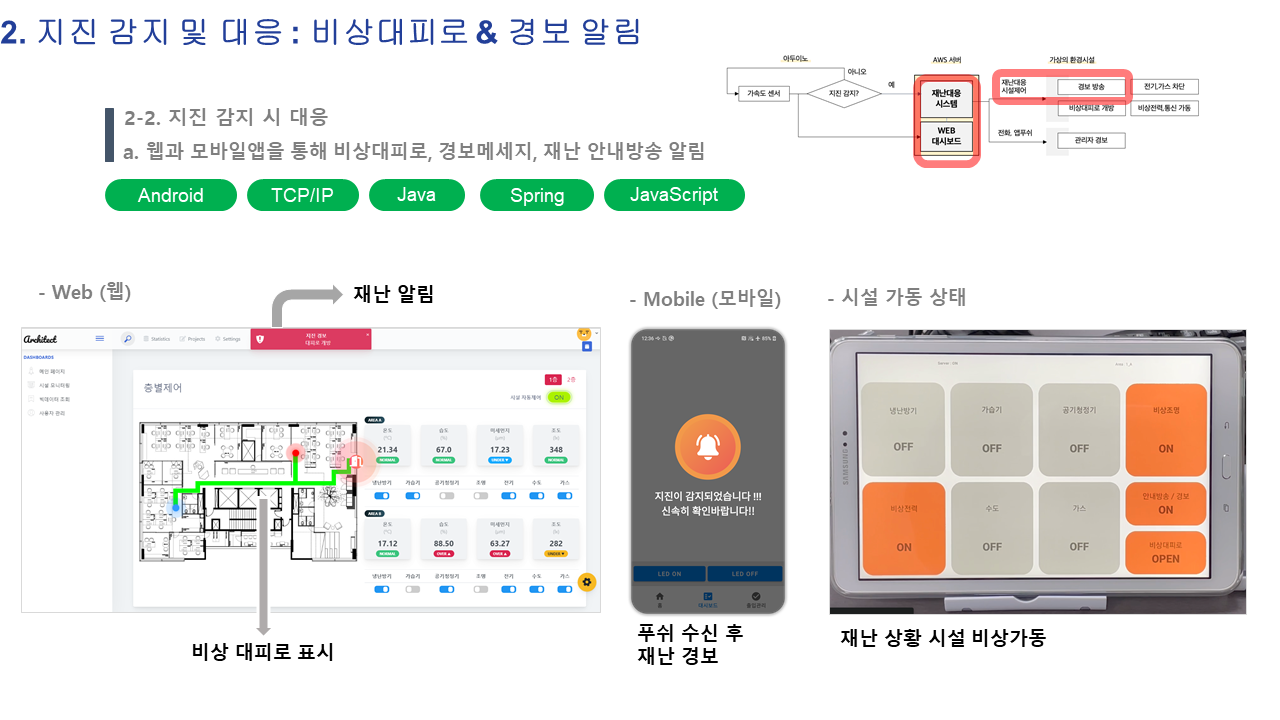 2. 지진 감지 및 대응 : 비상대피로 & 경보 알림
아두이노
AWS 서버
가상의 환경시설
가속도 센서
지진 감지?
아니오
예
재난대응
시스템
WEB
대시보드
재난대응
시설제어
경보 방송
전기,가스 차단
비상대피로 개방
비상전력,통신 가동
전화, 앱푸쉬
관리자 경보
2-2. 지진 감지 시 대응
a. 웹과 모바일앱을 통해 비상대피로, 경보메세지, 재난 안내방송 알림
Android
TCP/IP
Java
Spring
JavaScript
- Web (웹)
재난 알림
- Mobile (모바일)
- 시설 가동 상태
Architect
Statistics
Projects
Settings
지진 경보
대피로 개방
DASHBOARDS
메인 페이지
시설 모니터링
빅데이터 조회
사용자 관리
층별제어
1층
2층
시설 자동제어
ON
AREA A
온도
(℃)
21.34
NORMAL
습도
(%)
67.0
NORMAL
미세먼지
(μm)
17.23
UNDER
조도
(lx)
348
NORMAL
냉난방기 가습기 공기청정기 조명 전기 수도 가스
AREA B
온도
(℃)
17.12
NORMAL
습도
(%)
88.50
OVER
미세먼지
(μm)
63.27
OVER
조도
(lx)
282
UNDER
냉난방기 가습기 공기청정기 조명 전기 수도 가스
비상 대피로 표시
12:36
85%
지진이 감지되었습니다 !!!
신속히 확인바랍니다!!
LED ON
LED OFF
홈
대시보드
출입관리
푸쉬 수신 후
재난 경보
SAMSUNG
냉난방기
OFF
가습기
OFF
공기청정기
OFF
비상조명
ON
비상전력
ON
수도
OFF
가스
OFF
안내방송 / 경보
ON
비상대피로
OPEN
재난 상황 시설 비상가동